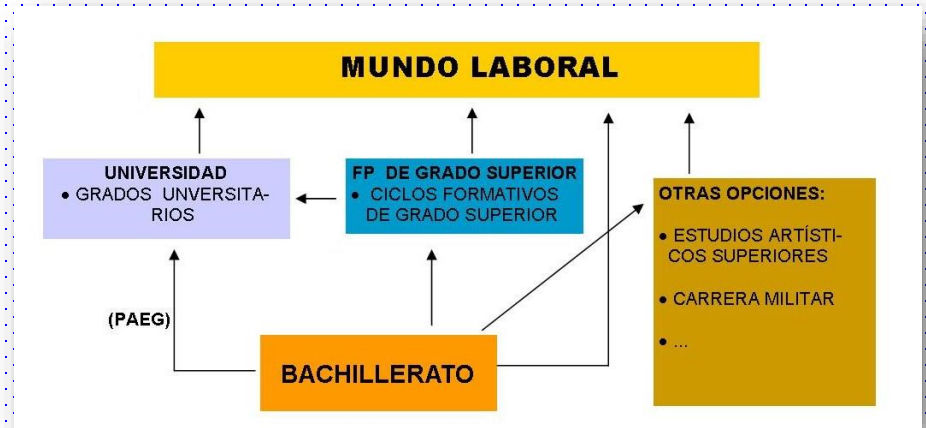 MUNDO LABORAL
UNIVERSIDAD
• GRADOS UNVERSITA-
RIOS
FP DE GRADO SUPERIOR
• CICLOS FORMATIVOS
DE GRADO SUPERIOR
OTRAS OPCIONES:
• ESTUDIOS ARTÍSTI-
COS SUPERIORES
• CARRERA MILITAR
• ...
(PAEG)
BACHILLERATO